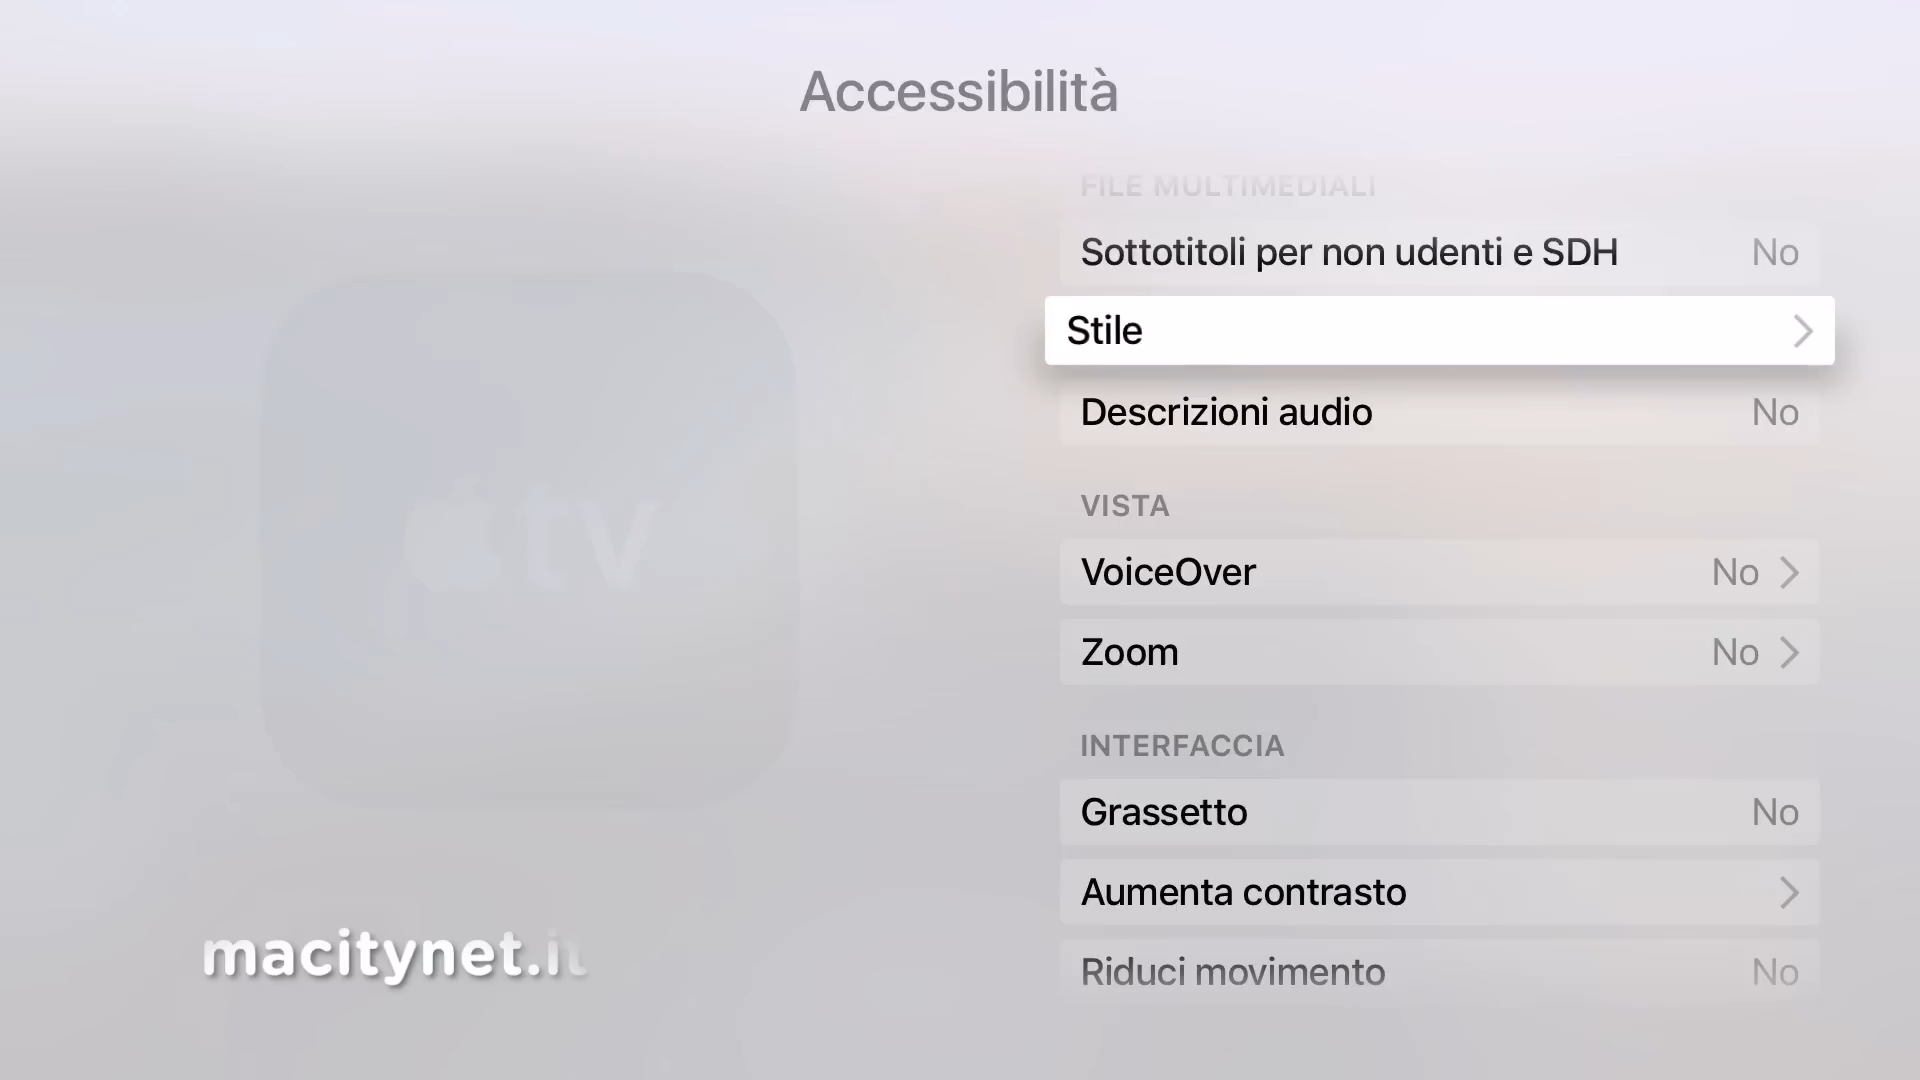 Accessibilità
FILE MULTIMEDIALI
Sottotitoli per non udenti e SDH No
Stile
Descrizioni audio No
VISTA
VoiceOver No
Zoom No
INTERFACCIA
Grassetto No
Aumenta contrasto
Riduci movimento No
tv
macitynet.it